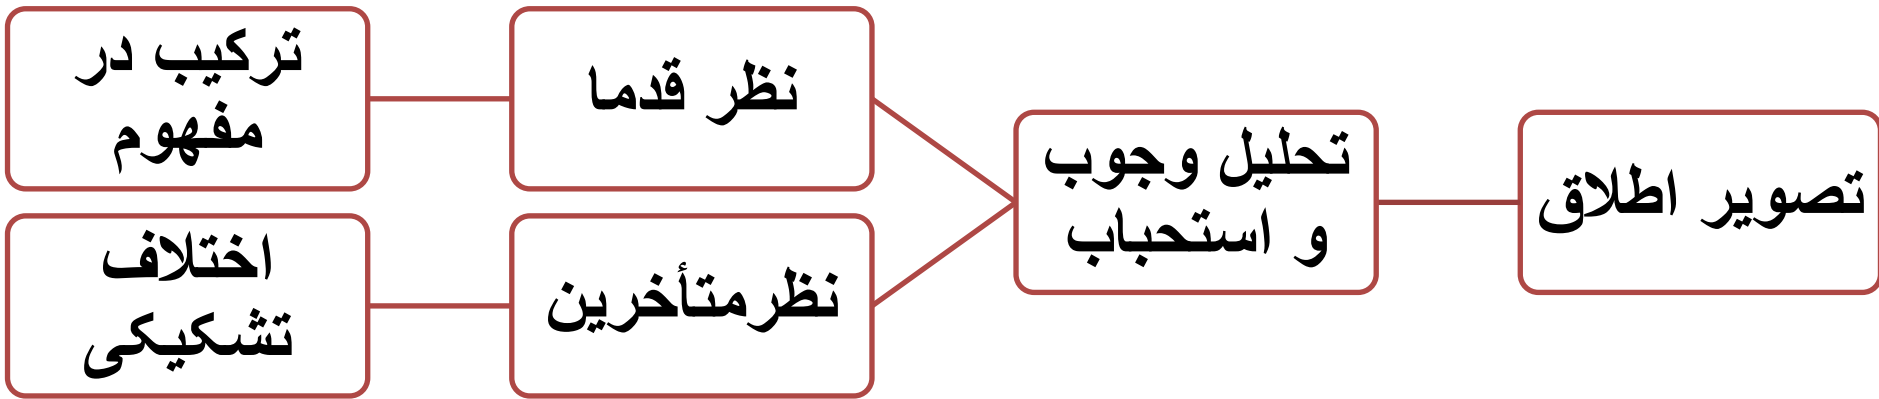 تصویر اطلاق
تحلیل وجوب
و استحباب
نظر قدما
ترکیب در
مفهوم
نظرمتأخرین
اختلاف
تشکیکی